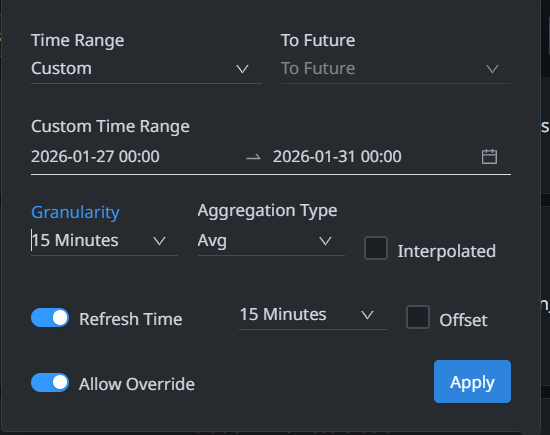 Time Range
To Future
Custom
To Future
Custom Time Range
2026-01-27 00:00
2026-01-31 00:00
Granularity
Aggregation Type
15 Minutes
Avg
Interpolated
Refresh Time
15 Minutes
Offset
Allow Override
Apply